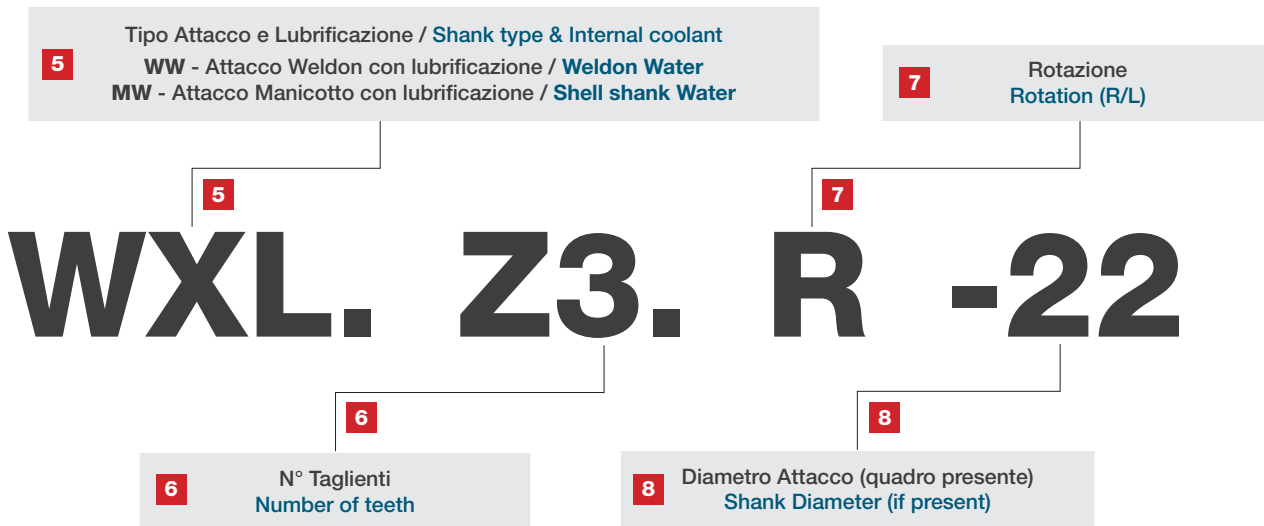 5
Tipo Attacco e Lubrificazione / Shank type & Internal coolant
WW - Attacco Weldon con lubrificazione / Weldon Water
MW - Attacco Manicotto con lubrificazione / Shell shank Water
7
Rotazione
Rotation (R/L)
5
7
WXL. Z3. R -22
6
8
6
N° Taglienti
Number of teeth
8
Diametro Attacco (quadro presente)
Shank Diameter (if present)